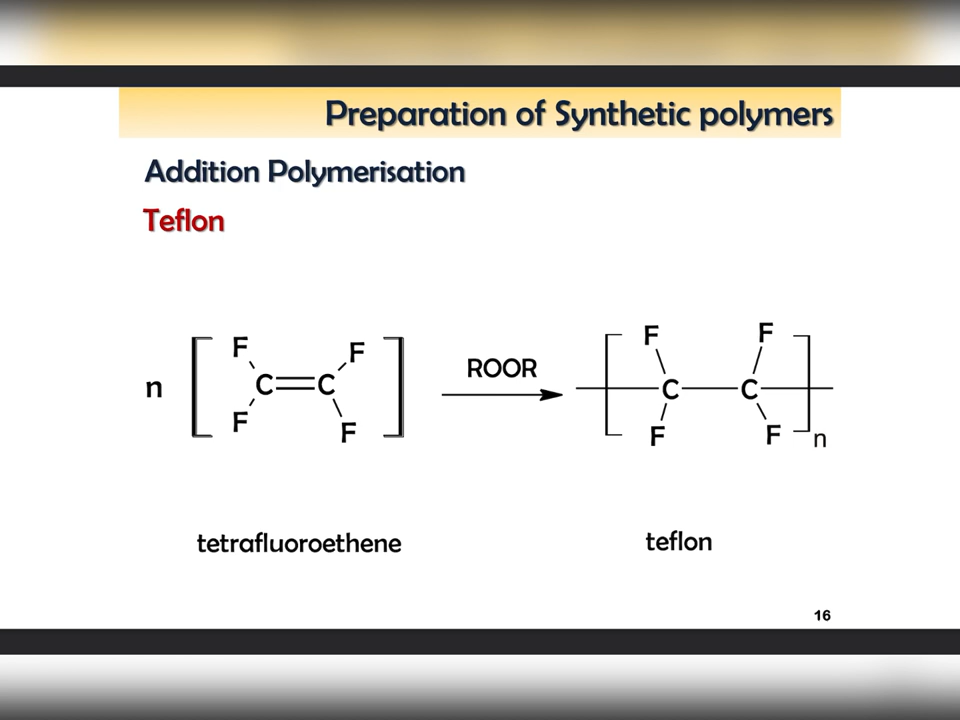 Preparation of Synthetic polymers
Addition Polymerisation
Teflon
F F F F
n C C ROOR C C
F F F F n
tetrafluoroethene teflon
16